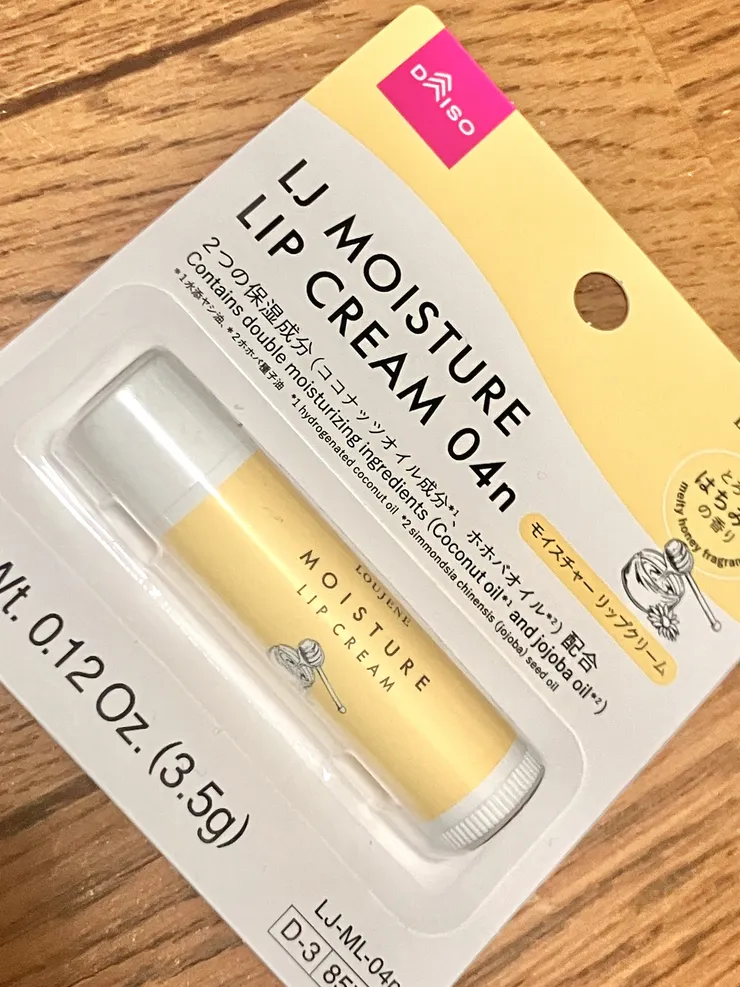 DAISO
LJ MOISTURE
LIP CREAM 04n
モイスチャー リップクリーム
2つの保湿成分(ココナッツオイル成分*1、ホホバオイル*2)配合
Contains double moisturizing ingredients (Coconut oil*1 and jojoba oil*2)
*1 水添ヤシ油、*2 ホホバ種子油
*1 hydrogenated coconut oil *2 simmondsia chinensis (jojoba) seed oil
はちみ
の香り
melty honey fragran
LOUJENE
MOISTURE
LIP CREAM
Wt. 0.12 Oz. (3.5g)
LJ-ML-04n
D-3